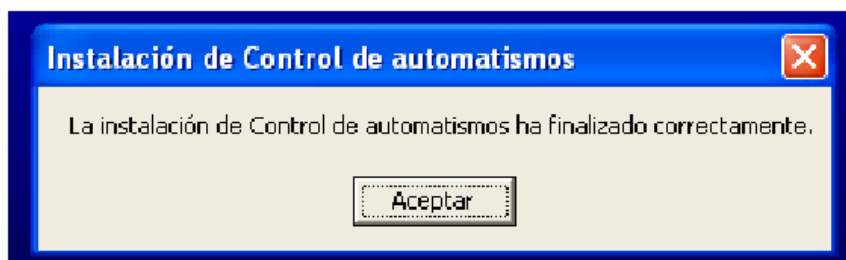 Instalación de Control de automatismos
La instalación de Control de automatismos ha finalizado correctamente.
Aceptar